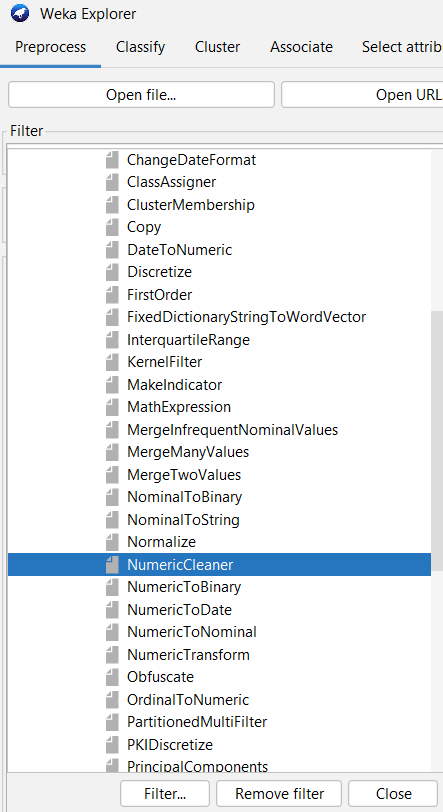 Weka Explorer
Preprocess Classify Cluster Associate Select attrib
Open file... Open URL
Filter
ChangeDateFormat
ClassAssigner
ClusterMembership
Copy
DateToNumeric
Discretize
FirstOrder
FixedDictionaryStringToWordVector
InterquartileRange
KernelFilter
MakeIndicator
MathExpression
MergeInfrequentNominalValues
MergeManyValues
MergeTwoValues
NominalToBinary
NominalToString
Normalize
NumericCleaner
NumericToBinary
NumericToDate
NumericToNominal
NumericTransform
Obfuscate
OrdinalToNumeric
PartitionedMultiFilter
PKIDiscretize
PrincipalComponents
Filter... Remove filter Close